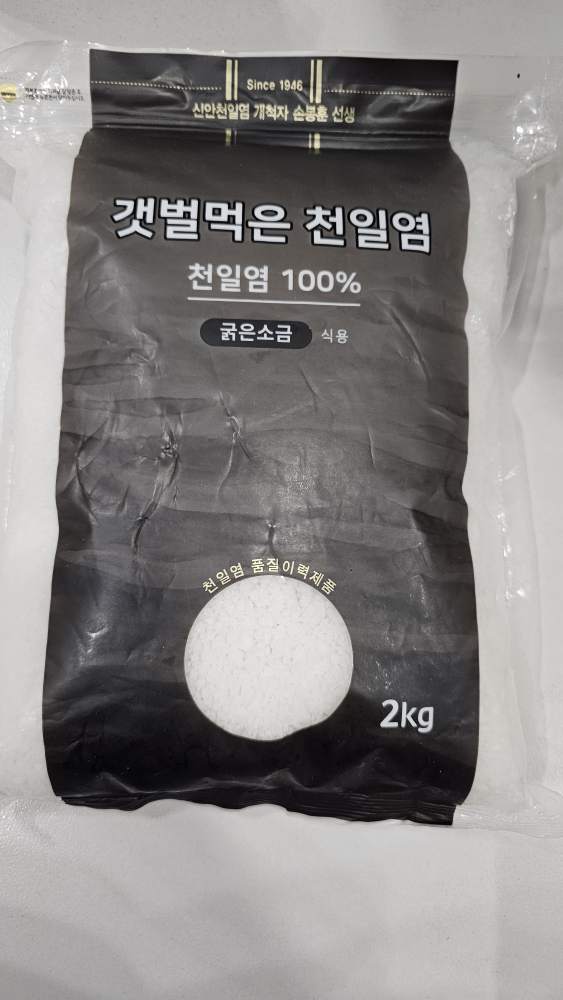 Since 1946
신안천일염 개척자 손봉훈 선생
갯벌먹은 천일염
천일염 100%
굵은소금 식용
천일염 품질이력제품
2kg